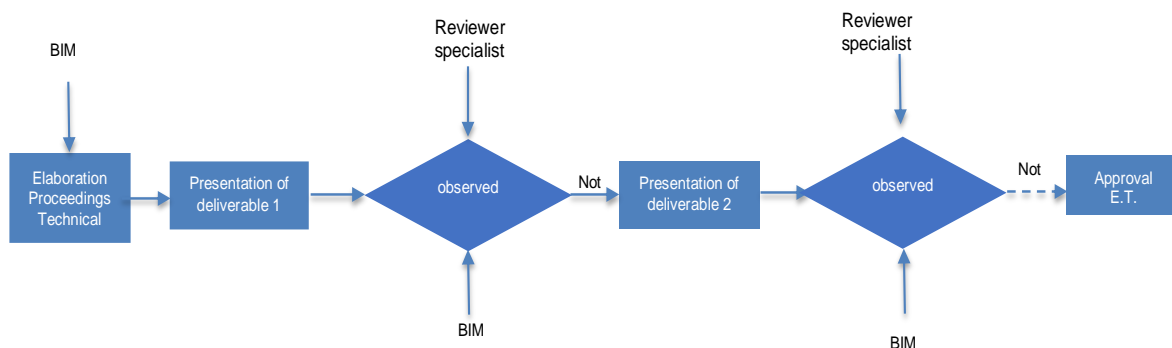 BIM
Reviewer
specialist
Reviewer
specialist
Elaboration
Proceedings
Technical
Presentation of
deliverable 1
observed
Not
Presentation of
deliverable 2
observed
Not
Approval
E.T.
BIM
BIM